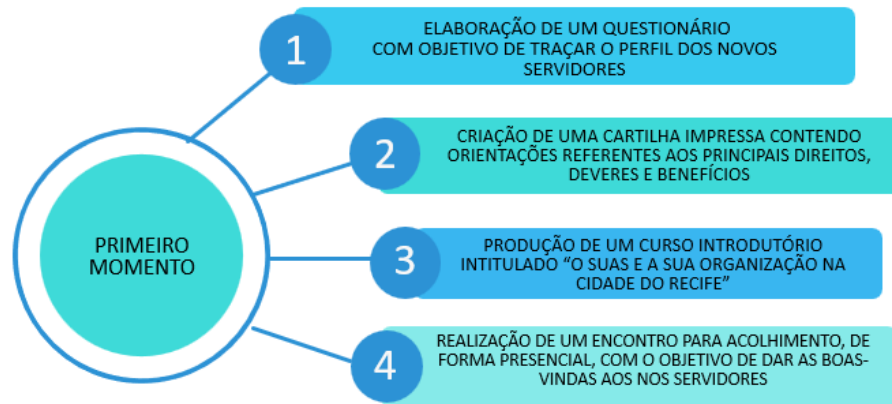 PRIMEIRO
MOMENTO
1
ELABORAÇÃO DE UM QUESTIONÁRIO
COM OBJETIVO DE TRAÇAR O PERFIL DOS NOVOS
SERVIDORES
2
CRIAÇÃO DE UMA CARTILHA IMPRESSA CONTENDO
ORIENTAÇÕES REFERENTES AOS PRINCIPAIS DIREITOS,
DEVERES E BENEFÍCIOS
3
PRODUÇÃO DE UM CURSO INTRODUTÓRIO
INTITULADO “O SUAS E A SUA ORGANIZAÇÃO NA
CIDADE DO RECIFE”
4
REALIZAÇÃO DE UM ENCONTRO PARA ACOLHIMENTO, DE
FORMA PRESENCIAL, COM O OBJETIVO DE DAR AS BOAS-
VINDAS AOS NOS SERVIDORES